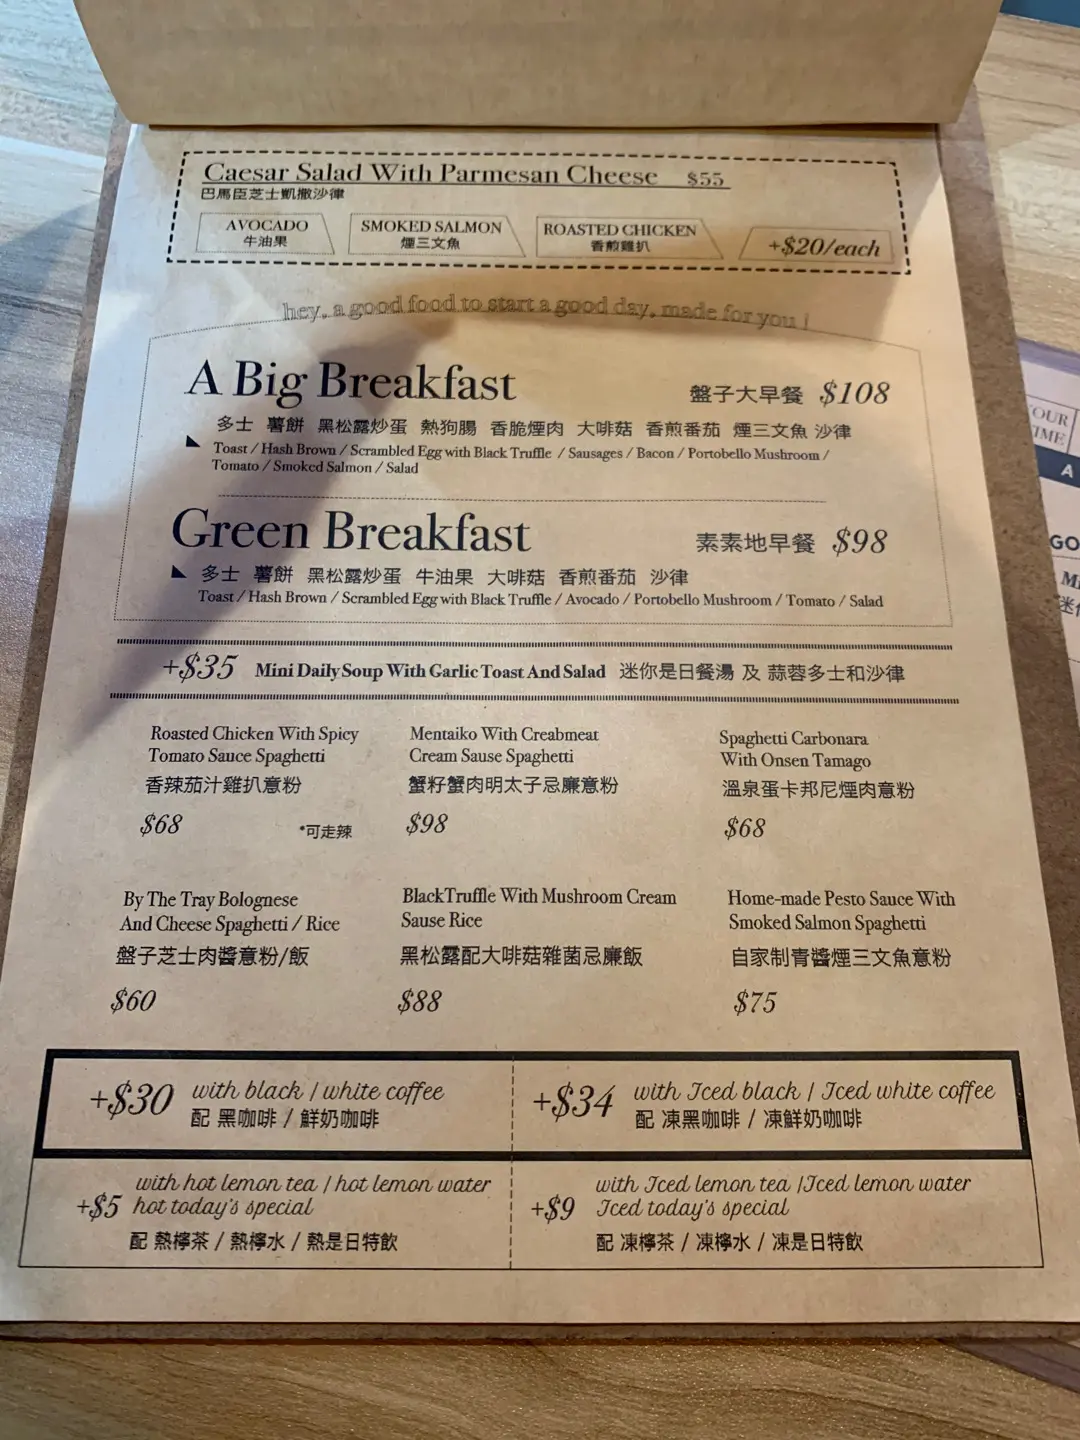 Caesar Salad With Parmesan Cheese $55
巴馬臣芝士凱撒沙律
AVOCADO
牛油果
SMOKED SALMON
煙三文魚
ROASTED CHICKEN
香煎雞扒
+$20/each
hey, a good food to start a good day, made for you !
A Big Breakfast 盤子大早餐 $108
多士 薯餅 黑松露炒蛋 熱狗腸 香脆煙肉 大啡菇 香煎番茄 煙三文魚 沙律
Toast / Hash Brown / Scrambled Egg with Black Truffle / Sausages / Bacon / Portobello Mushroom /
Tomato / Smoked Salmon / Salad
Green Breakfast 素素地早餐 $98
多士 薯餅 黑松露炒蛋 牛油果 大啡菇 香煎番茄 沙律
Toast / Hash Brown / Scrambled Egg with Black Truffle / Avocado / Portobello Mushroom / Tomato / Salad
+$35 Mini Daily Soup With Garlic Toast And Salad 迷你是日餐湯 及 蒜蓉多士和沙律
Roasted Chicken With Spicy
Tomato Sauce Spaghetti
香辣茄汁雞扒意粉
$68 *可走辣
Mentaiko With Creabmeat
Cream Sause Spaghetti
蟹籽蟹肉明太子忌廉意粉
$98
Spaghetti Carbonara
With Onsen Tamago
溫泉蛋卡邦尼煙肉意粉
$68
By The Tray Bolognese
And Cheese Spaghetti / Rice
盤子芝士肉醬意粉/飯
$60
BlackTruffle With Mushroom Cream
Sause Rice
黑松露配大啡菇雜菌忌廉飯
$88
Home-made Pesto Sauce With
Smoked Salmon Spaghetti
自家制青醬煙三文魚意粉
$75
+$30 with black / white coffee
配 黑咖啡 / 鮮奶咖啡
+$34 with Iced black / Iced white coffee
配 凍黑咖啡 / 凍鮮奶咖啡
+$5 with hot lemon tea / hot lemon water
hot today's special
配 熱檸茶 / 熱檸水 / 熱是日特飲
+$9 with Iced lemon tea /Iced lemon water
Iced today's special
配 凍檸茶 / 凍檸水 / 凍是日特飲
A
GO